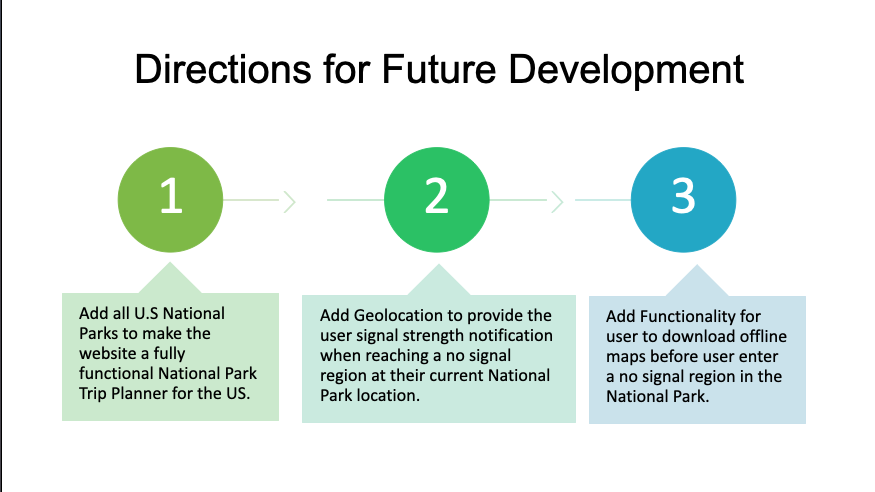 Directions for Future Development
1
2
3
Add all U.S National
Parks to make the
website a fully
functional National Park
Trip Planner for the US.
Add Geolocation to provide the
user signal strength notification
when reaching a no signal
region at their current National
Park location.
Add Functionality for
user to download offline
maps before user enter
a no signal region in the
National Park.